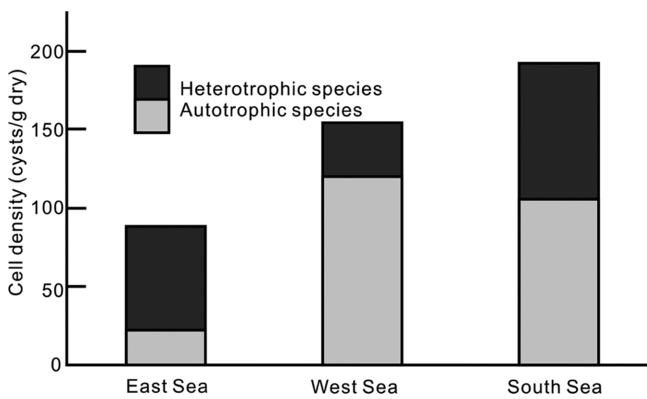 Cell density (cysts/g dry)
200
150
100
50
0
Heterotrophic species
Autotrophic species
East Sea
West Sea
South Sea